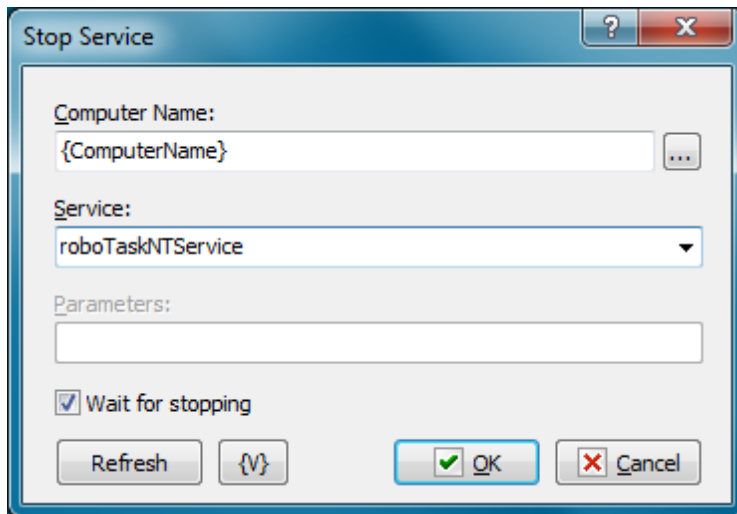 Stop Service
?
Computer Name:
{ComputerName}
...
Service:
roboTaskNTService
Parameters:
Wait for stopping
Refresh {V} OK Cancel